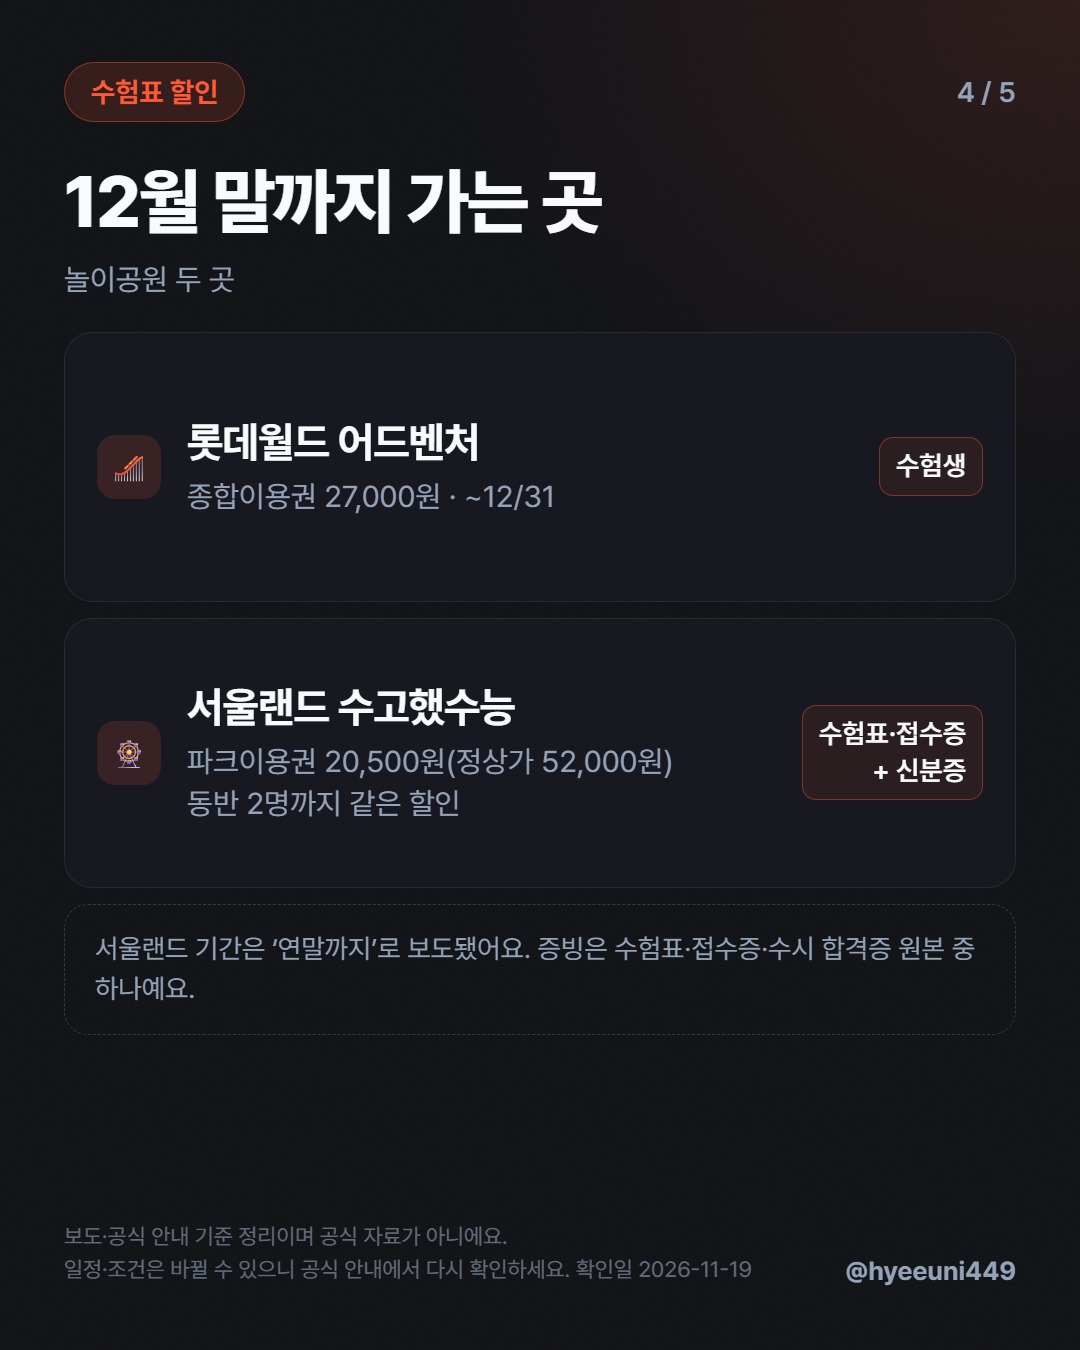 수험표 할인
4 / 5
12월 말까지 가는 곳
놀이공원 두 곳
롯데월드 어드벤처
종합이용권 27,000원 · ~12/31
수험생
서울랜드 수고했수능
파크이용권 20,500원(정상가 52,000원)
동반 2명까지 같은 할인
수험표·접수증
+ 신분증
서울랜드 기간은 ‘연말까지’로 보도됐어요. 증빙은 수험표·접수증·수시 합격증 원본 중
하나예요.
보도·공식 안내 기준 정리이며 공식 자료가 아니에요.
일정·조건은 바뀔 수 있으니 공식 안내에서 다시 확인하세요. 확인일 2026-11-19
@hyeeuni449